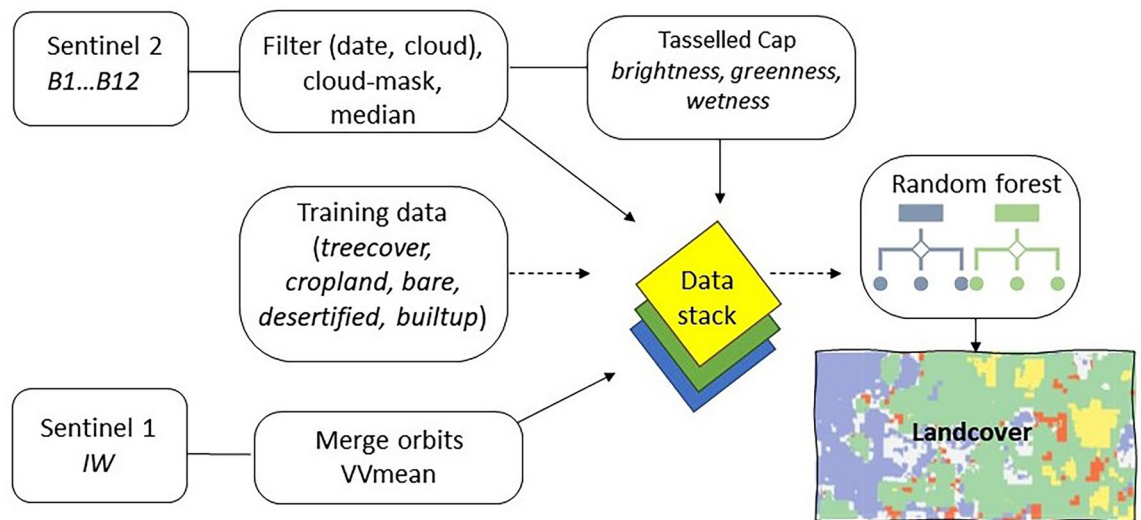 Sentinel 2
B1...B12
Filter (date, cloud),
cloud-mask,
median
Tasselled Cap
brightness, greenness,
wetness
Training data
(treecover,
cropland, bare,
desertified, builtup)
Data
stack
Random forest
Sentinel 1
IW
Merge orbits
VVmean
Landcover